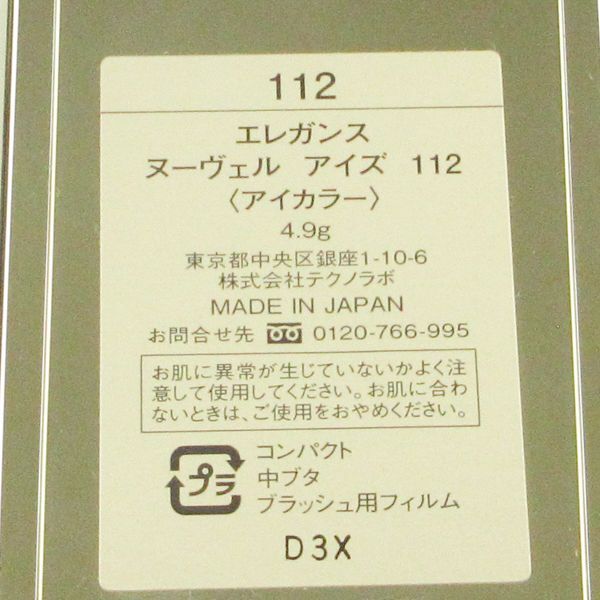 112
エレガンス
ヌーヴェル アイズ 112
〈アイカラー〉
4.9g
東京都中央区銀座1-10-6
株式会社テクノラボ
MADE IN JAPAN
お問合せ先 0120-766-995
お肌に異常が生じていないかよく注
意して使用してください。お肌に合わ
ないときは、ご使用をおやめください。
プラ
コンパクト
中ブタ
ブラッシュ用フィルム
D3X